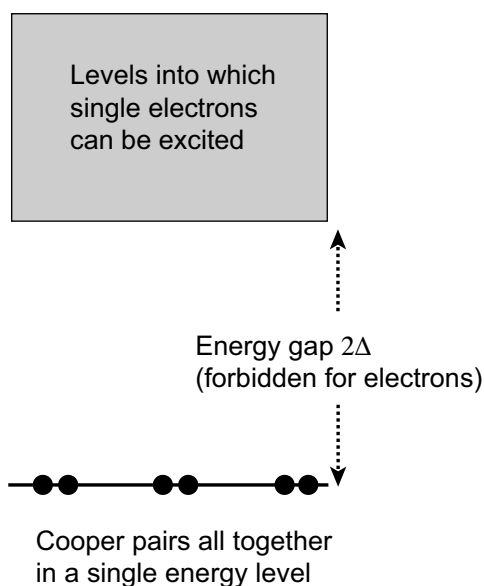 Levels into which
single electrons
can be excited
Energy gap 2Δ
(forbidden for electrons)
Cooper pairs all together
in a single energy level